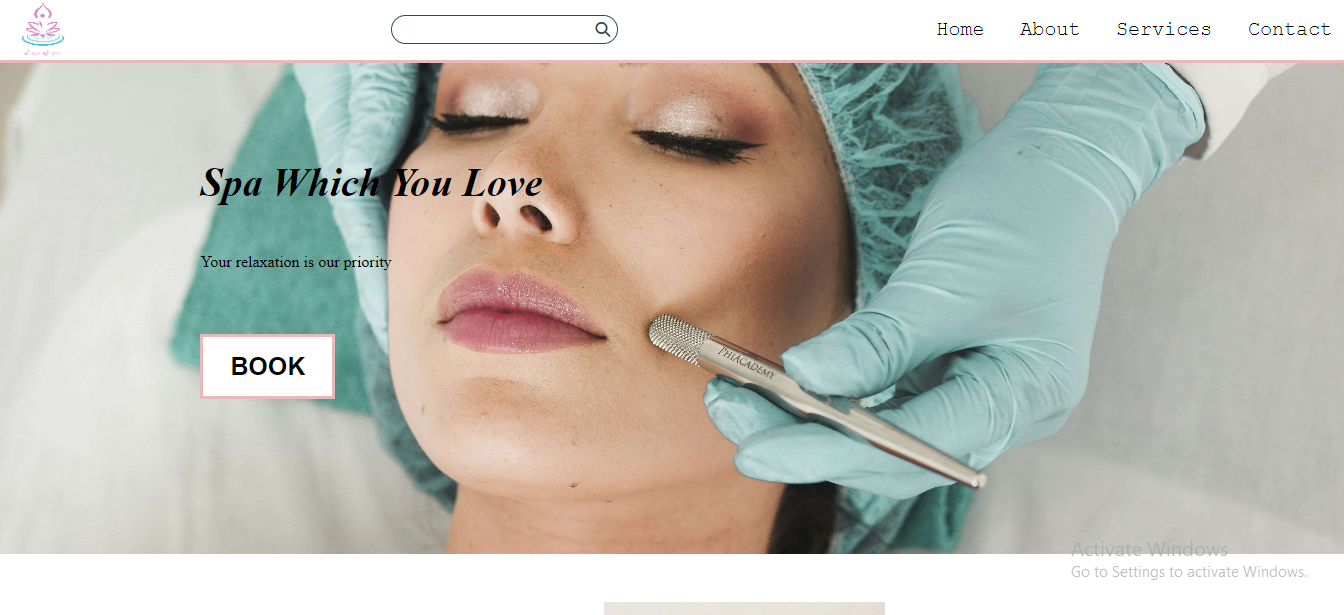 Home About Services Contact
Spa Which You Love
Your relaxation is our priority
BOOK
PHIACADEMY
Activate Windows
Go to Settings to activate Windows.